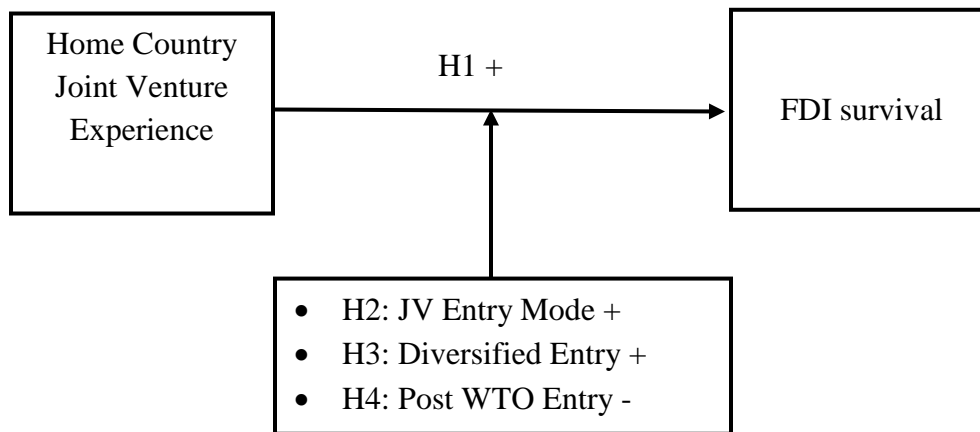 Home Country
Joint Venture
Experience
H1 +
FDI survival
• H2: JV Entry Mode +
• H3: Diversified Entry +
• H4: Post WTO Entry -